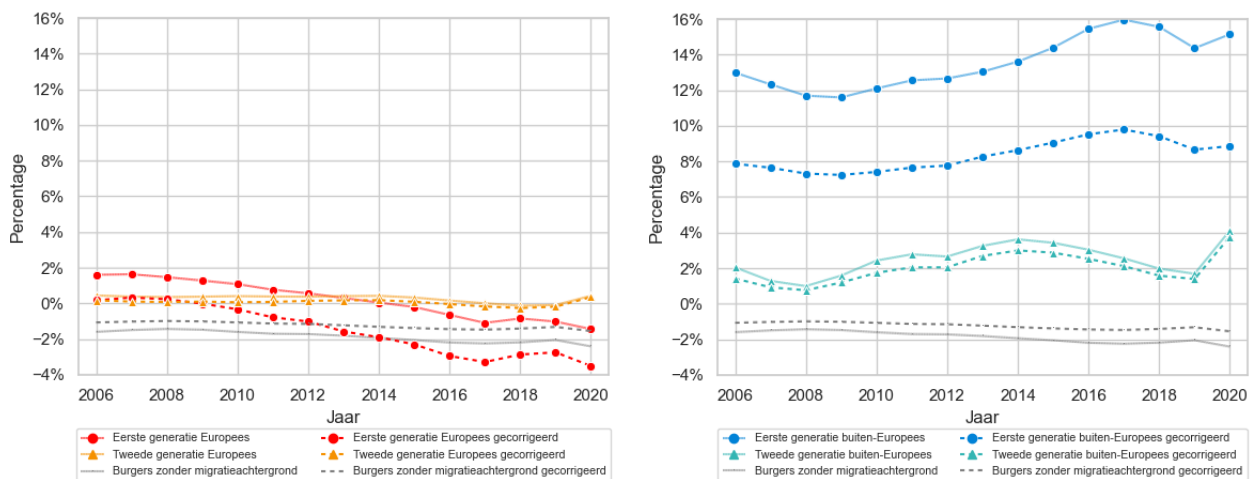 16%
14%
12%
10%
8%
6%
4%
2%
0%
−2%
−4%
Percentage
2006 2008 2010 2012 2014 2016 2018 2020
Jaar
Eerste generatie Europees
Eerste generatie Europees gecorrigeerd
Tweede generatie Europees
Tweede generatie Europees gecorrigeerd
Burgers zonder migratieachtergrond
Burgers zonder migratieachtergrond gecorrigeerd
16%
14%
12%
10%
8%
6%
4%
2%
0%
−2%
−4%
Percentage
2006 2008 2010 2012 2014 2016 2018 2020
Jaar
Eerste generatie buiten-Europees
Eerste generatie buiten-Europees gecorrigeerd
Tweede generatie buiten-Europees
Tweede generatie buiten-Europees gecorrigeerd
Burgers zonder migratieachtergrond
Burgers zonder migratieachtergrond gecorrigeerd